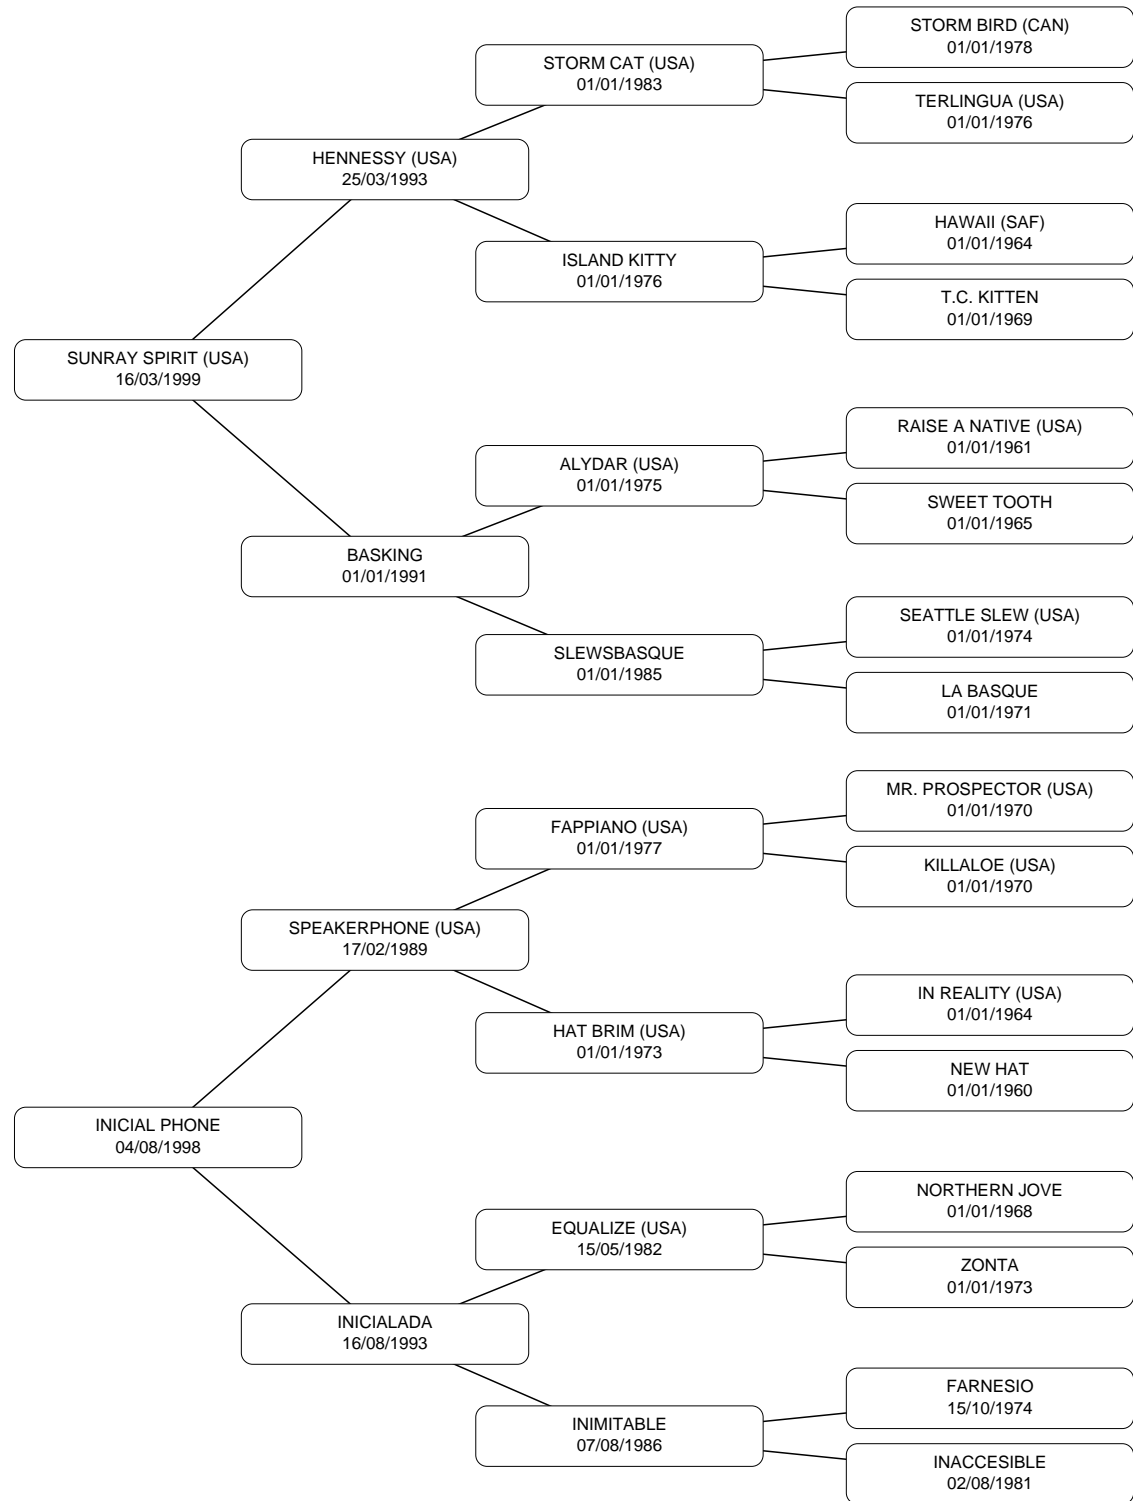 STORM BIRD (CAN)
01/01/1978
STORM CAT (USA)
01/01/1983
TERLINGUA (USA)
01/01/1976
HENNESSY (USA)
25/03/1993
HAWAII (SAF)
01/01/1964
ISLAND KITTY
01/01/1976
T.C. KITTEN
01/01/1969
SUNRAY SPIRIT (USA)
16/03/1999
RAISE A NATIVE (USA)
01/01/1961
ALYDAR (USA)
01/01/1975
SWEET TOOTH
01/01/1965
BASKING
01/01/1991
SEATTLE SLEW (USA)
01/01/1974
SLEWSBASQUE
01/01/1985
LA BASQUE
01/01/1971
MR. PROSPECTOR (USA)
01/01/1970
FAPPIANO (USA)
01/01/1977
KILLALOE (USA)
01/01/1970
SPEAKERPHONE (USA)
17/02/1989
IN REALITY (USA)
01/01/1964
HAT BRIM (USA)
01/01/1973
NEW HAT
01/01/1960
INICIAL PHONE
04/08/1998
NORTHERN JOVE
01/01/1968
EQUALIZE (USA)
15/05/1982
ZONTA
01/01/1973
INICIALADA
16/08/1993
FARNESIO
15/10/1974
INIMITABLE
07/08/1986
INACCESIBLE
02/08/1981